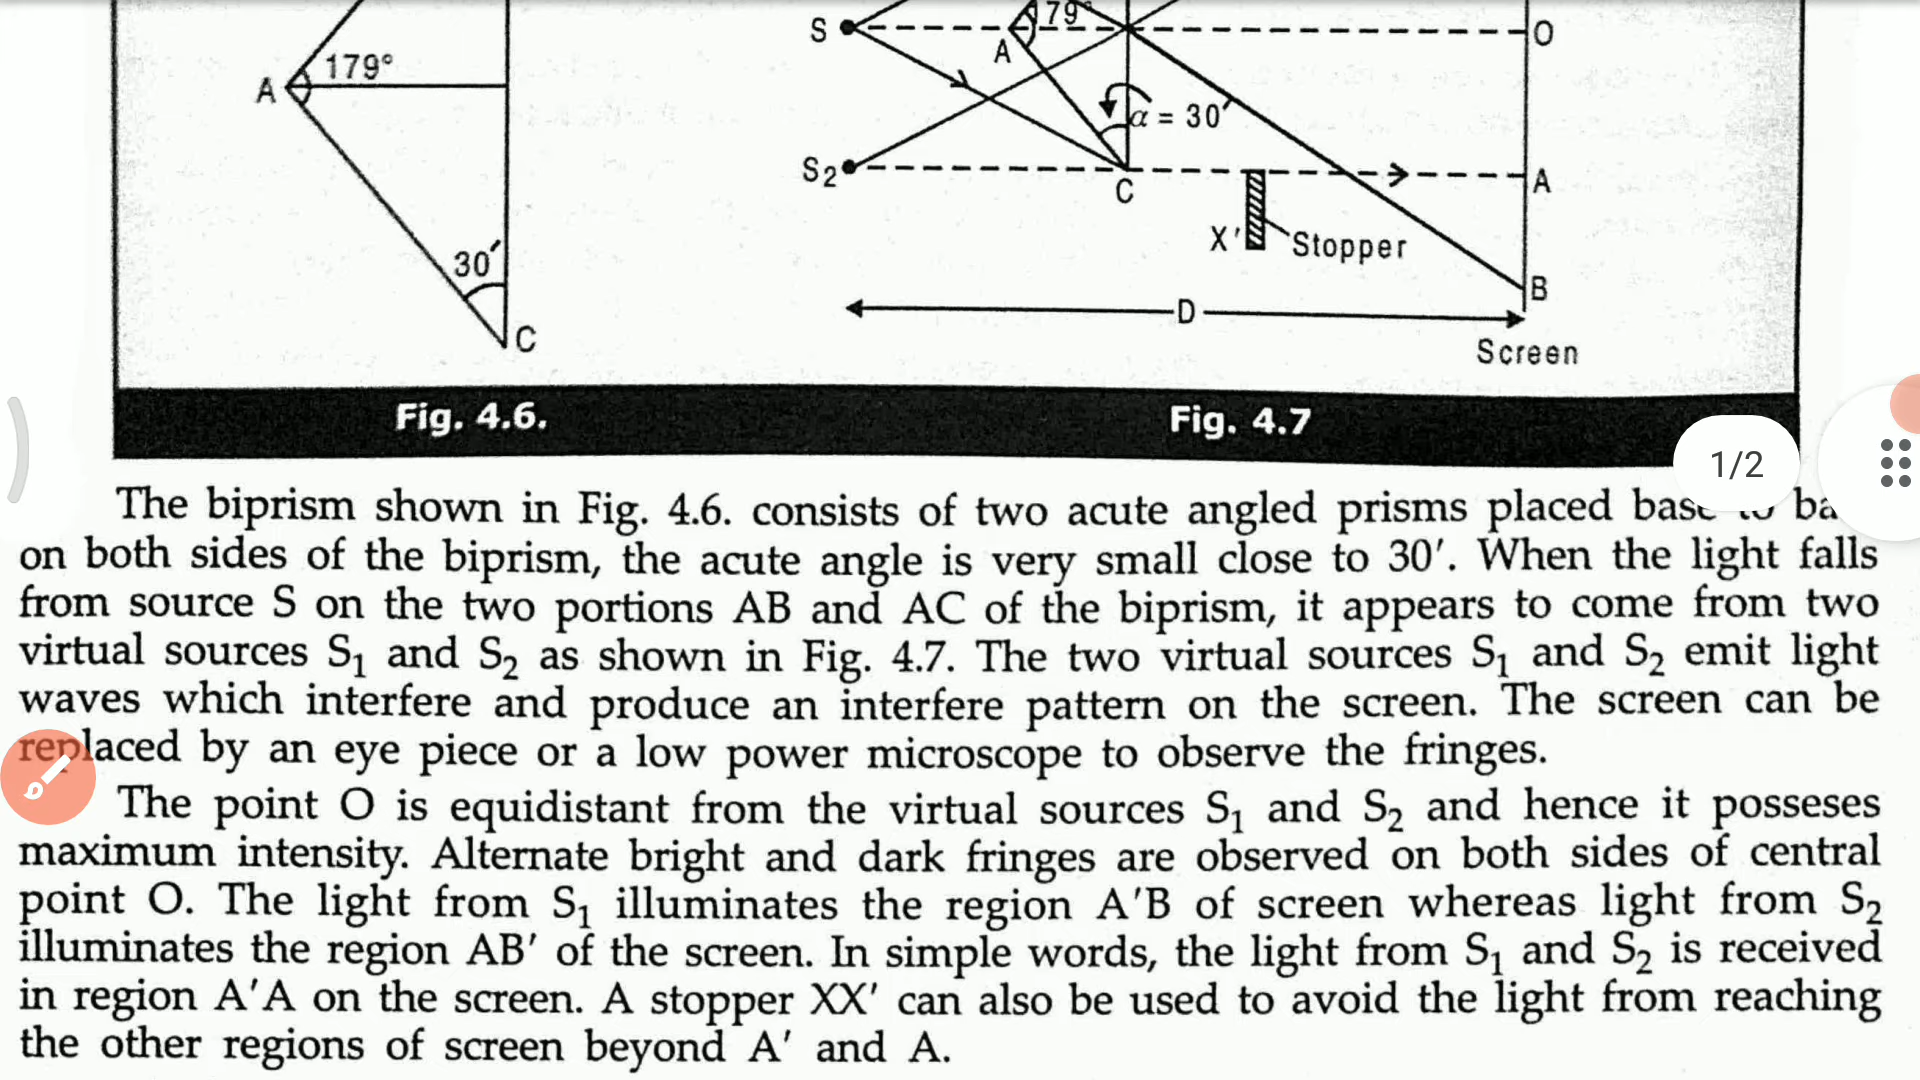 179°
A
30′
C
S
A
179°
O
α = 30′
S2
C
A
X′
Stopper
B
D
Screen
Fig. 4.6.
Fig. 4.7
1/2
The biprism shown in Fig. 4.6. consists of two acute angled prisms placed base
on both sides of the biprism, the acute angle is very small close to 30′. When the light falls
from source S on the two portions AB and AC of the biprism, it appears to come from two
virtual sources S1 and S2 as shown in Fig. 4.7. The two virtual sources S1 and S2 emit light
waves which interfere and produce an interfere pattern on the screen. The screen can be
replaced by an eye piece or a low power microscope to observe the fringes.
The point O is equidistant from the virtual sources S1 and S2 and hence it posseses
maximum intensity. Alternate bright and dark fringes are observed on both sides of central
point O. The light from S1 illuminates the region A′B of screen whereas light from S2
illuminates the region AB′ of the screen. In simple words, the light from S1 and S2 is received
in region A′A on the screen. A stopper XX′ can also be used to avoid the light from reaching
the other regions of screen beyond A′ and A.